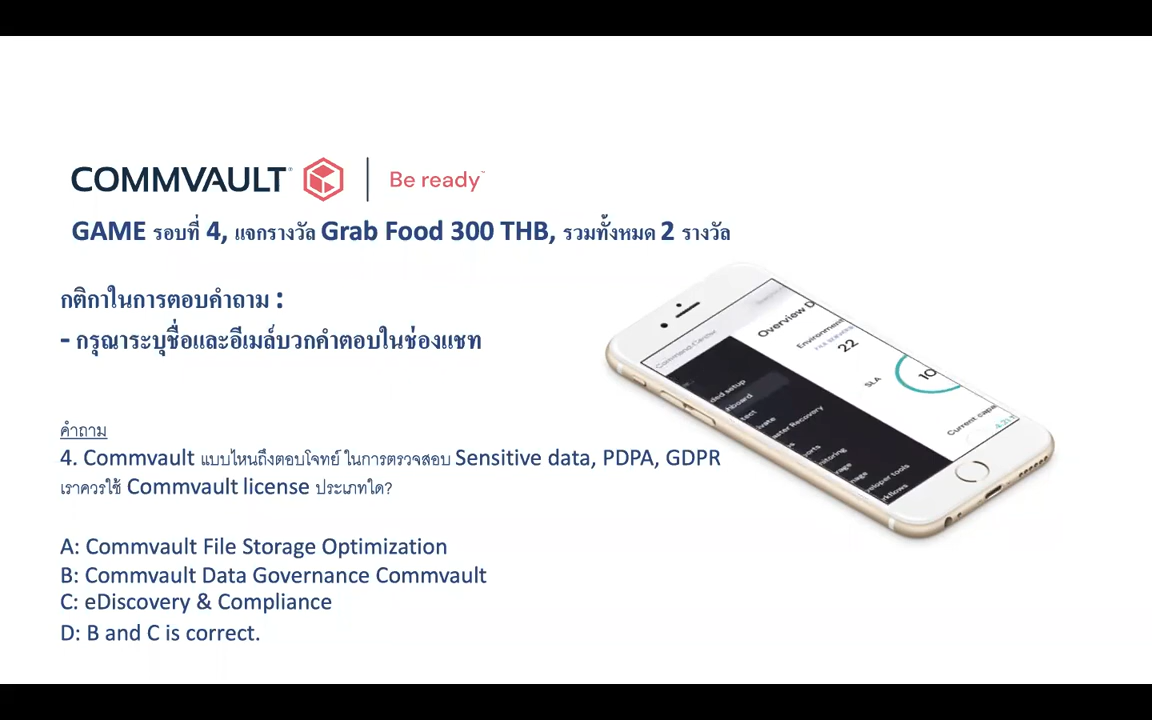 COMMVAULT® | Be ready™
GAME รอบที่ 4, แจกรางวัล Grab Food 300 THB, รวมทั้งหมด 2 รางวัล
กติกาในการตอบคำถาม :
- กรุณาระบุชื่อและอีเมล์บวกคำตอบในช่องแชท
คำถาม
4. Commvault แบบไหนถึงตอบโจทย์ ในการตรวจสอบ Sensitive data, PDPA, GDPR
เราควรใช้ Commvault license ประเภทใด?
A: Commvault File Storage Optimization
B: Commvault Data Governance Commvault
C: eDiscovery & Compliance
D: B and C is correct.
Command Center
Overview
Environment
22
SLA
10
Current capa